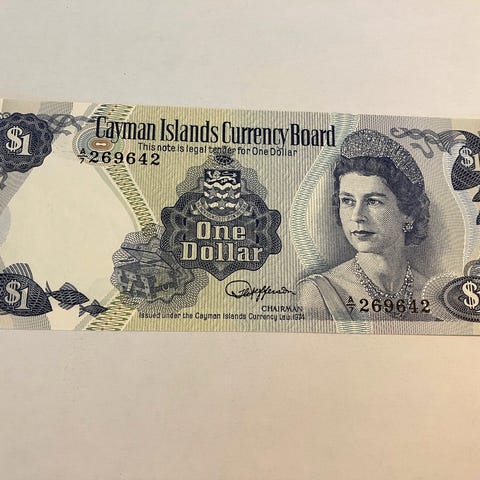 Cayman Islands Currency Board
This note is legal tender for One Dollar
$1
$1
A/7 269642
One
Dollar
CHAIRMAN
A/7 269642
Issued under the Cayman Islands Currency Law 1974.
$1
$